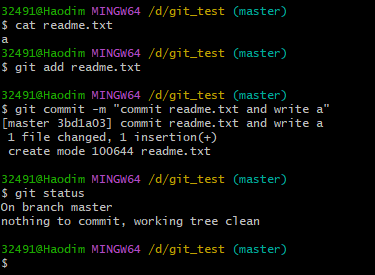 32491@Haodim MINGW64 /d/git_test (master)
$ cat readme.txt
a
32491@Haodim MINGW64 /d/git_test (master)
$ git add readme.txt
32491@Haodim MINGW64 /d/git_test (master)
$ git commit -m "commit readme.txt and write a"
[master 3bd1a03] commit readme.txt and write a
 1 file changed, 1 insertion(+)
 create mode 100644 readme.txt
32491@Haodim MINGW64 /d/git_test (master)
$ git status
On branch master
nothing to commit, working tree clean
32491@Haodim MINGW64 /d/git_test (master)
$